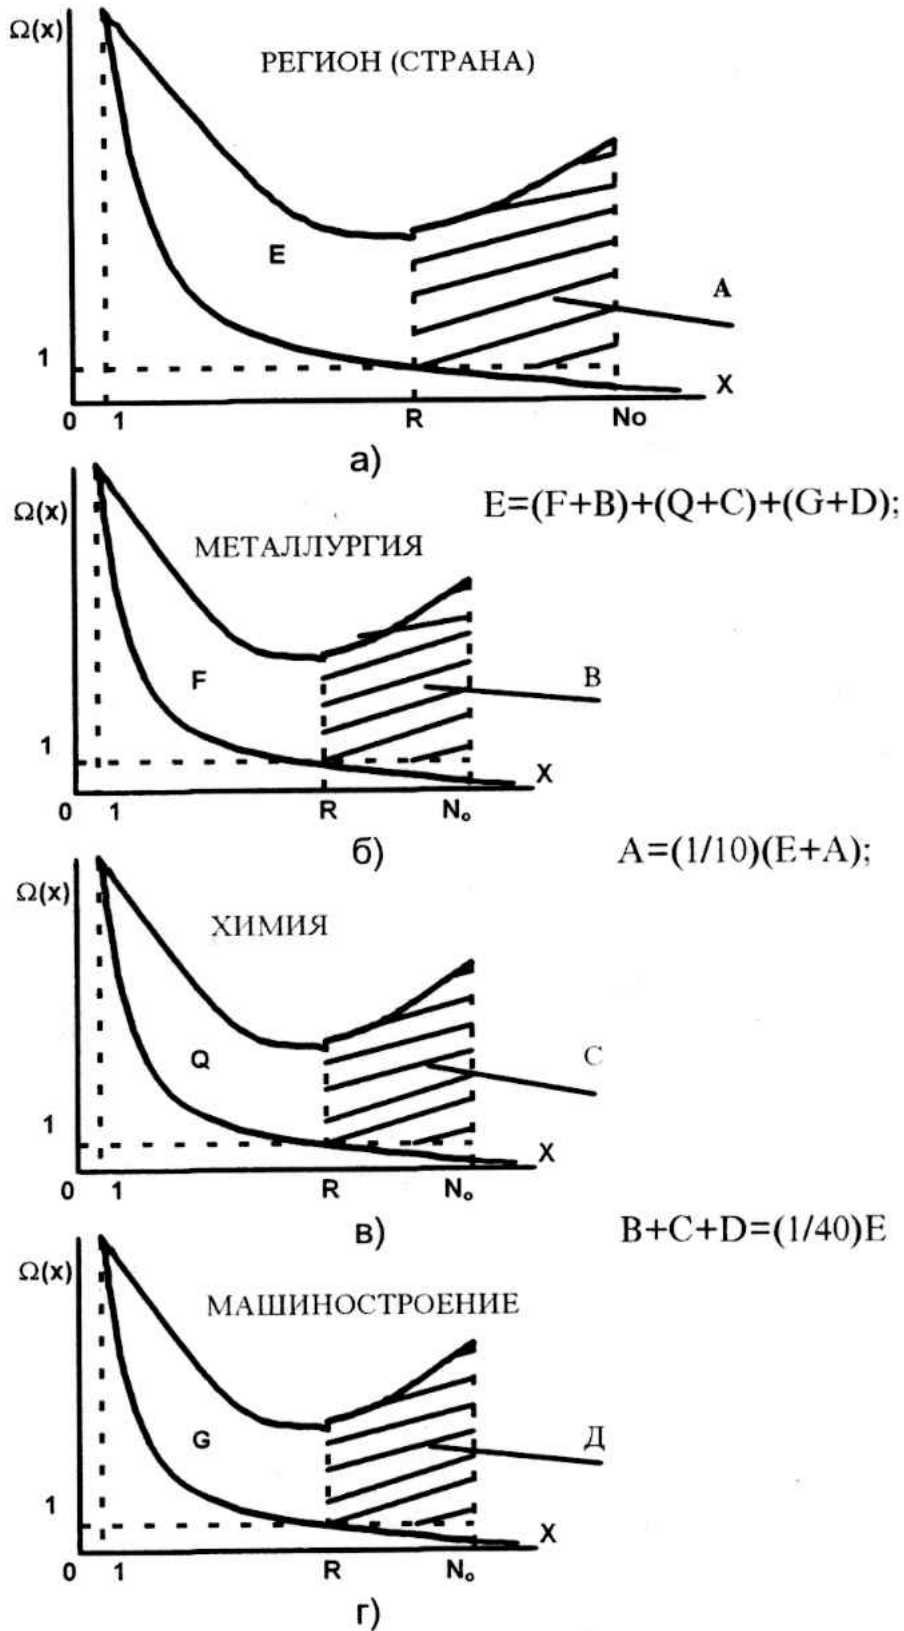 Ω(x)
РЕГИОН (СТРАНА)
E
A
1
X
0 1 R No
а)
E=(F+B)+(Q+C)+(G+D);
Ω(x)
МЕТАЛЛУРГИЯ
F
B
1
X
0 1 R N₀
б)
A=(1/10)(E+A);
Ω(x)
ХИМИЯ
Q
C
1
X
0 1 R N₀
в)
B+C+D=(1/40)E
Ω(x)
МАШИНОСТРОЕНИЕ
G
Д
1
X
0 1 R N₀
г)